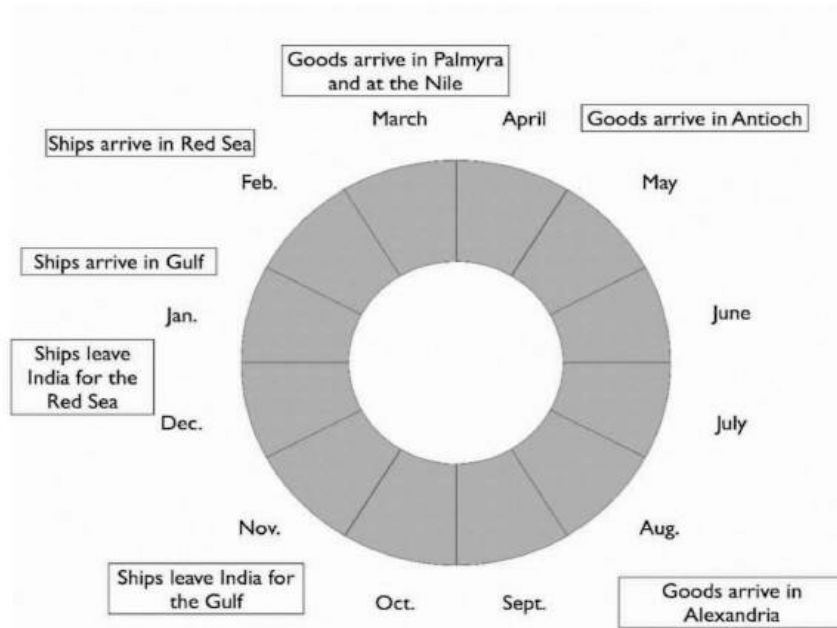 Goods arrive in Palmyra
and at the Nile
March
April
Goods arrive in Antioch
Ships arrive in Red Sea
Feb.
May
Ships arrive in Gulf
Jan.
June
Ships leave
India for the
Red Sea
Dec.
July
Nov.
Aug.
Ships leave India for
the Gulf
Oct.
Sept.
Goods arrive in
Alexandria